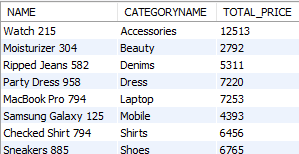 NAME CATEGORYNAME TOTAL_PRICE
Watch 215 Accessories 12513
Moisturizer 304 Beauty 2792
Ripped Jeans 582 Denims 5311
Party Dress 958 Dress 7220
MacBook Pro 794 Laptop 7253
Samsung Galaxy 125 Mobile 4393
Checked Shirt 794 Shirts 6456
Sneakers 885 Shoes 6765